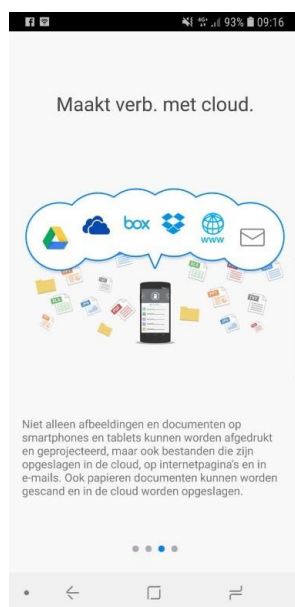 93% 09:16
Maakt verb. met cloud.
box
www
Niet alleen afbeeldingen en documenten op
smartphones en tablets kunnen worden afgedrukt
en geprojecteerd, maar ook bestanden die zijn
opgeslagen in de cloud, op internetpagina's en in
e-mails. Ook papieren documenten kunnen worden
gescand en in de cloud worden opgeslagen.